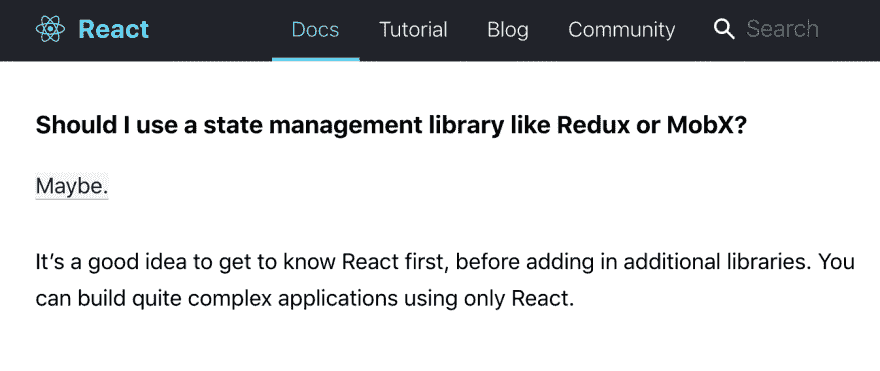 React Docs Tutorial Blog Community Search
Should I use a state management library like Redux or MobX?
Maybe.
It’s a good idea to get to know React first, before adding in additional libraries. You
can build quite complex applications using only React.